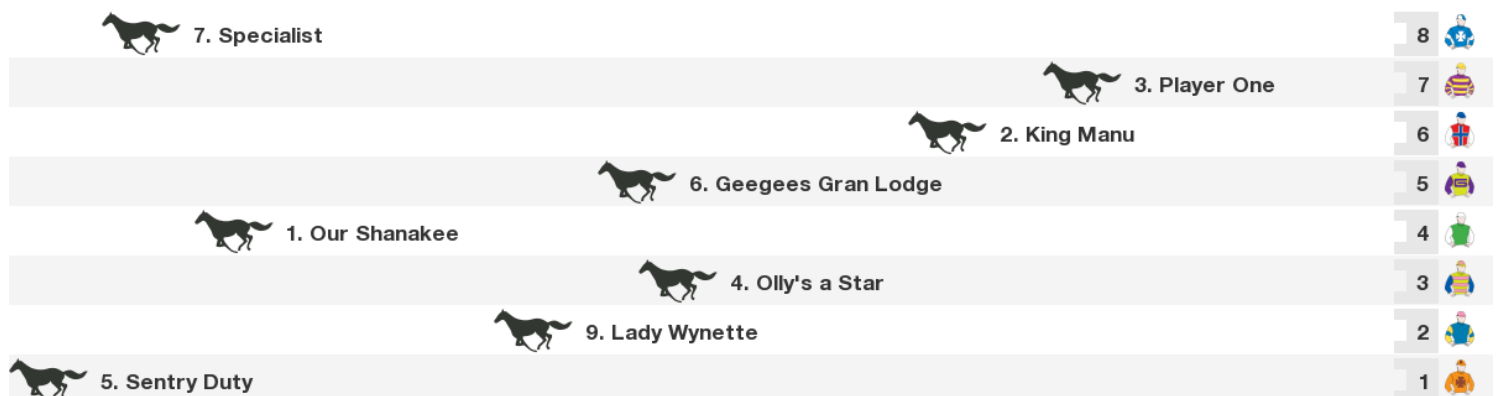 7. Specialist 8
3. Player One 7
2. King Manu 6
6. Geegees Gran Lodge 5
1. Our Shanakee 4
4. Olly's a Star 3
9. Lady Wynette 2
5. Sentry Duty 1